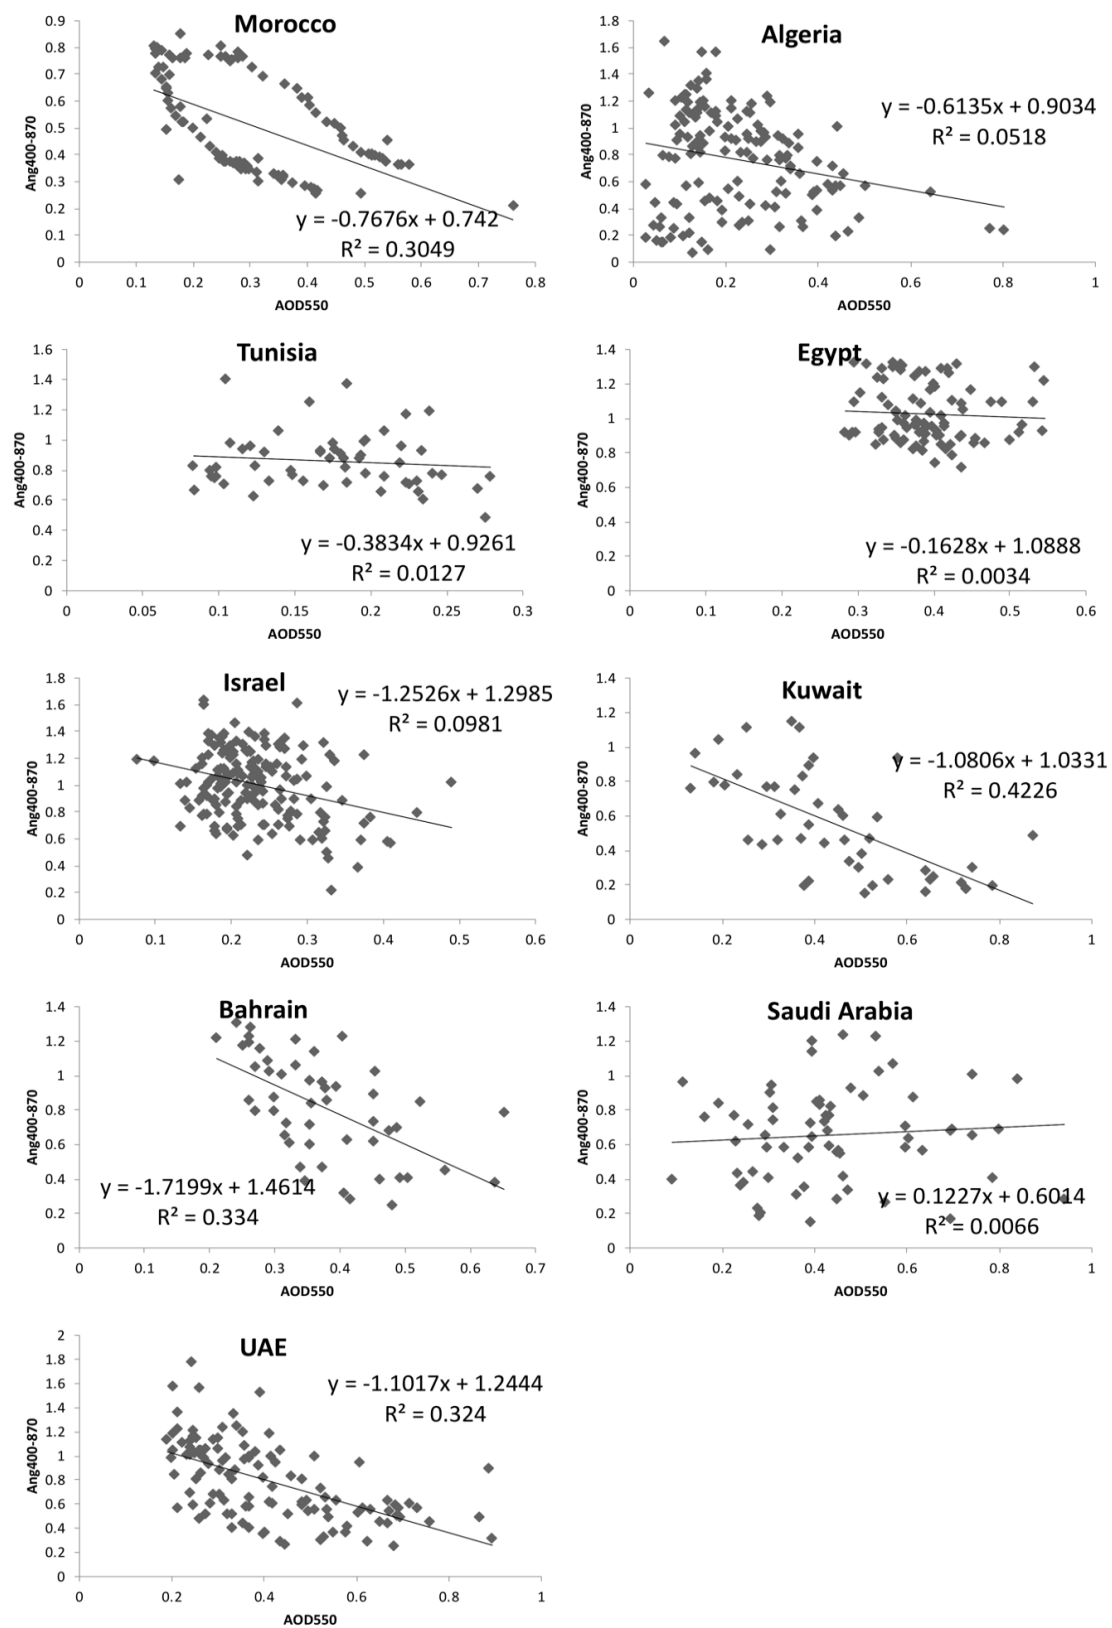 Morocco
0.9
0.8
0.7
0.6
0.5
0.4
0.3
0.2
0.1
0
Ang400-870
y = -0.7676x + 0.742
R² = 0.3049
0 0.1 0.2 0.3 0.4 0.5 0.6 0.7 0.8
AOD550
Algeria
1.8
1.6
1.4
1.2
1
0.8
0.6
0.4
0.2
0
Ang400-870
y = -0.6135x + 0.9034
R² = 0.0518
0 0.2 0.4 0.6 0.8 1
AOD550
Tunisia
1.6
1.4
1.2
1
0.8
0.6
0.4
0.2
0
Ang400-870
y = -0.3834x + 0.9261
R² = 0.0127
0 0.05 0.1 0.15 0.2 0.25 0.3
AOD550
Egypt
1.4
1.2
1
0.8
0.6
0.4
0.2
0
Ang400-870
y = -0.1628x + 1.0888
R² = 0.0034
0 0.1 0.2 0.3 0.4 0.5 0.6
AOD550
Israel
1.8
1.6
1.4
1.2
1
0.8
0.6
0.4
0.2
0
Ang400-870
y = -1.2526x + 1.2985
R² = 0.0981
0 0.1 0.2 0.3 0.4 0.5 0.6
AOD550
Kuwait
1.4
1.2
1
0.8
0.6
0.4
0.2
0
Ang400-870
y = -1.0806x + 1.0331
R² = 0.4226
0 0.2 0.4 0.6 0.8 1
AOD550
Bahrain
1.4
1.2
1
0.8
0.6
0.4
0.2
0
Ang400-870
y = -1.7199x + 1.4614
R² = 0.334
0 0.1 0.2 0.3 0.4 0.5 0.6 0.7
AOD550
Saudi Arabia
1.4
1.2
1
0.8
0.6
0.4
0.2
0
Ang400-870
y = 0.1227x + 0.6014
R² = 0.0066
0 0.2 0.4 0.6 0.8 1
AOD550
UAE
2
1.8
1.6
1.4
1.2
1
0.8
0.6
0.4
0.2
0
Ang400-870
y = -1.1017x + 1.2444
R² = 0.324
0 0.2 0.4 0.6 0.8 1
AOD550